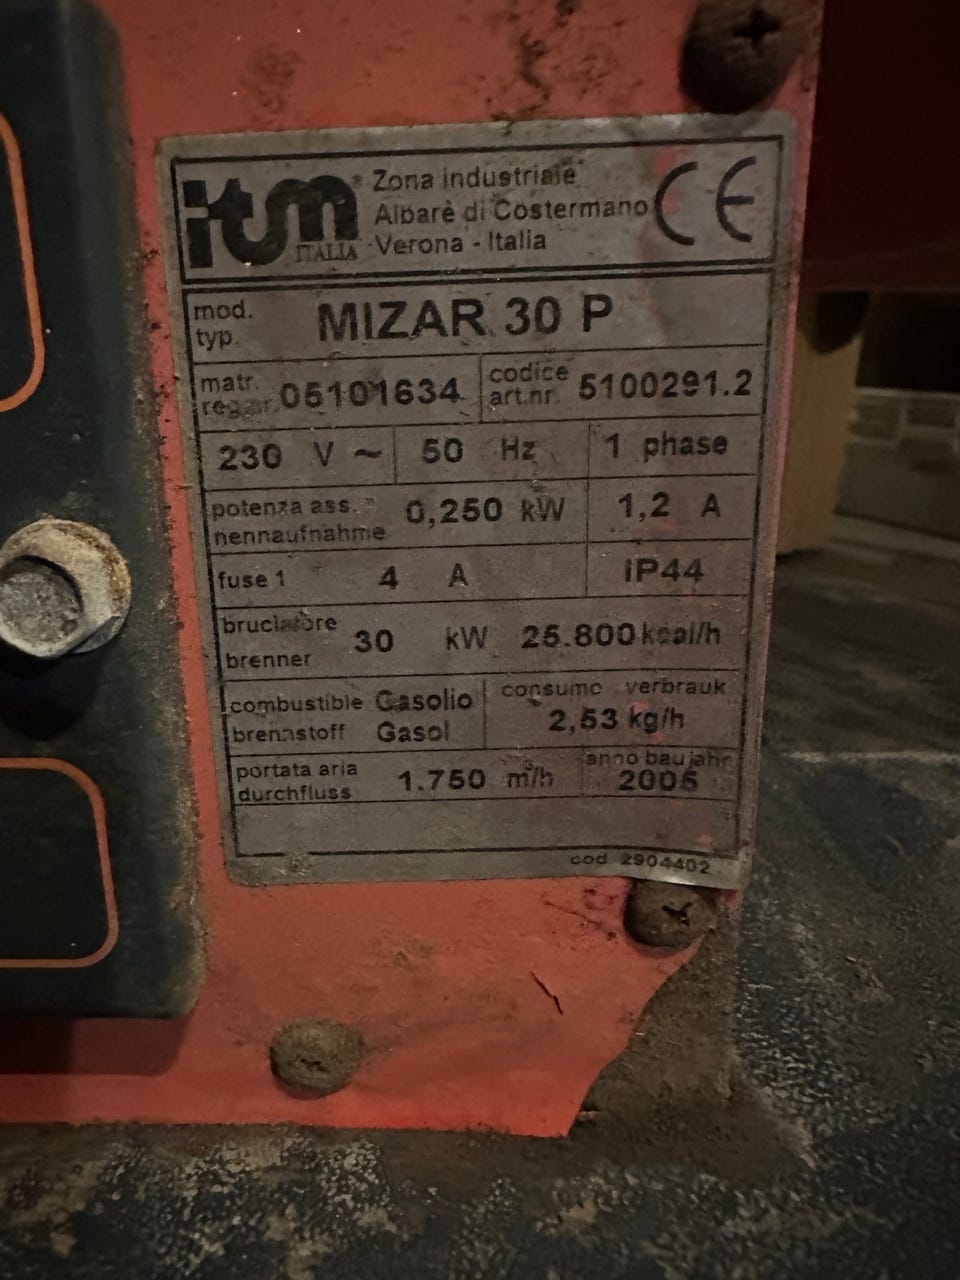 itm® Zona industriale
Albarè di Costermano
ITALIA Verona - Italia
CE
mod.
typ. MIZAR 30 P
matr. 05101634 codice
art.nr. 5100291.2
230 V ~ 50 Hz 1 phase
potenza ass. 0,250 kW 1,2 A
nennaufnahme
fuse 1 4 A IP44
bruciatore 30 kW 25.800 kcal/h
brenner
combustible Gasolio
brennstoff Gasol
consumo verbrauk
2,53 kg/h
portata aria 1.750 m³/h
durchfluss
anno baujahr
2005
cod. 2904402